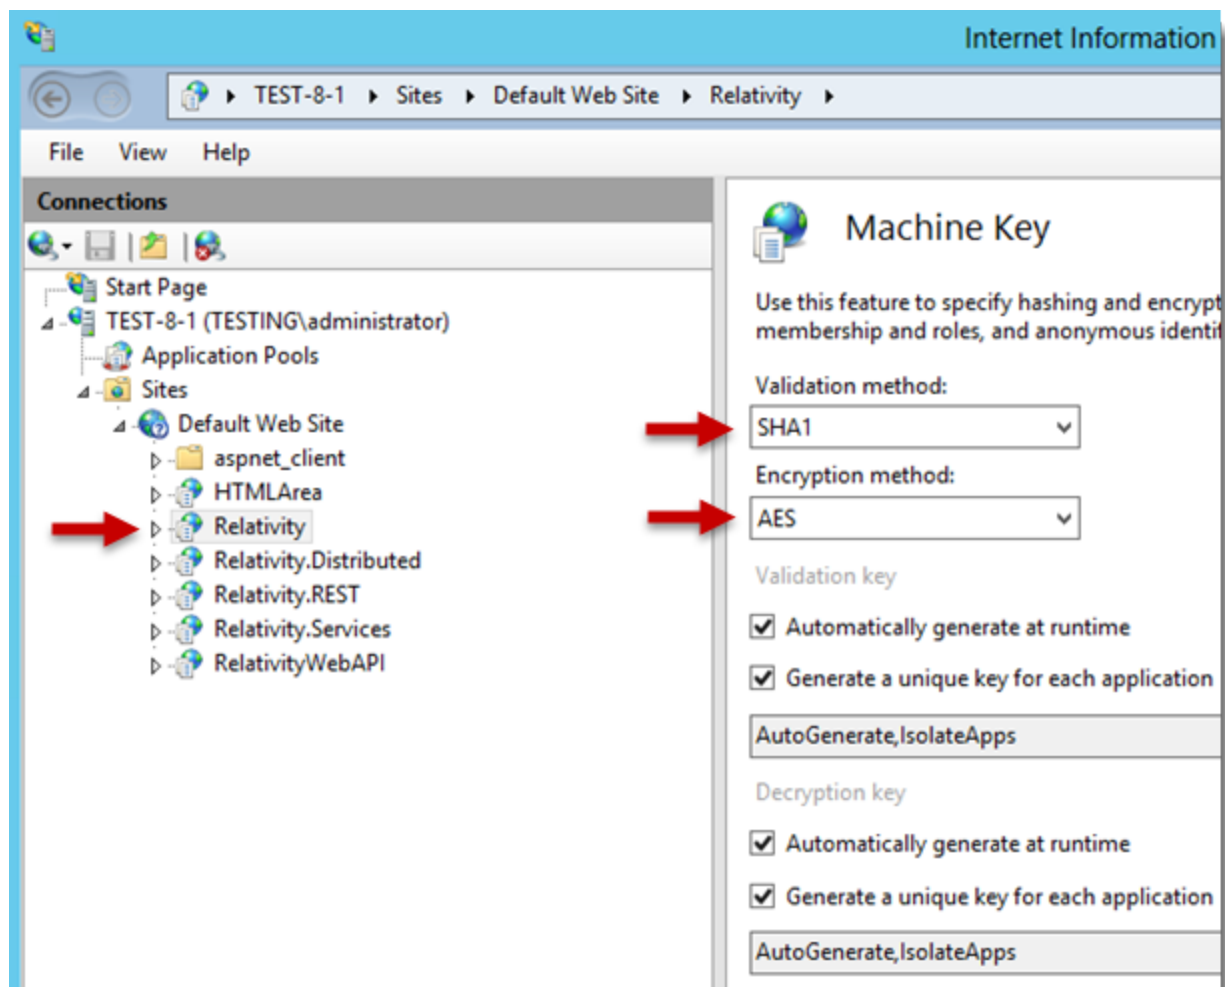 Internet Information
TEST-8-1 Sites Default Web Site Relativity
File View Help
Connections
Start Page
TEST-8-1 (TESTING\administrator)
Application Pools
Sites
Default Web Site
aspnet_client
HTMLArea
Relativity
Relativity.Distributed
Relativity.REST
Relativity.Services
RelativityWebAPI
Machine Key
Use this feature to specify hashing and encrypt
membership and roles, and anonymous identif
Validation method:
SHA1
Encryption method:
AES
Validation key
Automatically generate at runtime
Generate a unique key for each application
AutoGenerate,IsolateApps
Decryption key
Automatically generate at runtime
Generate a unique key for each application
AutoGenerate,IsolateApps